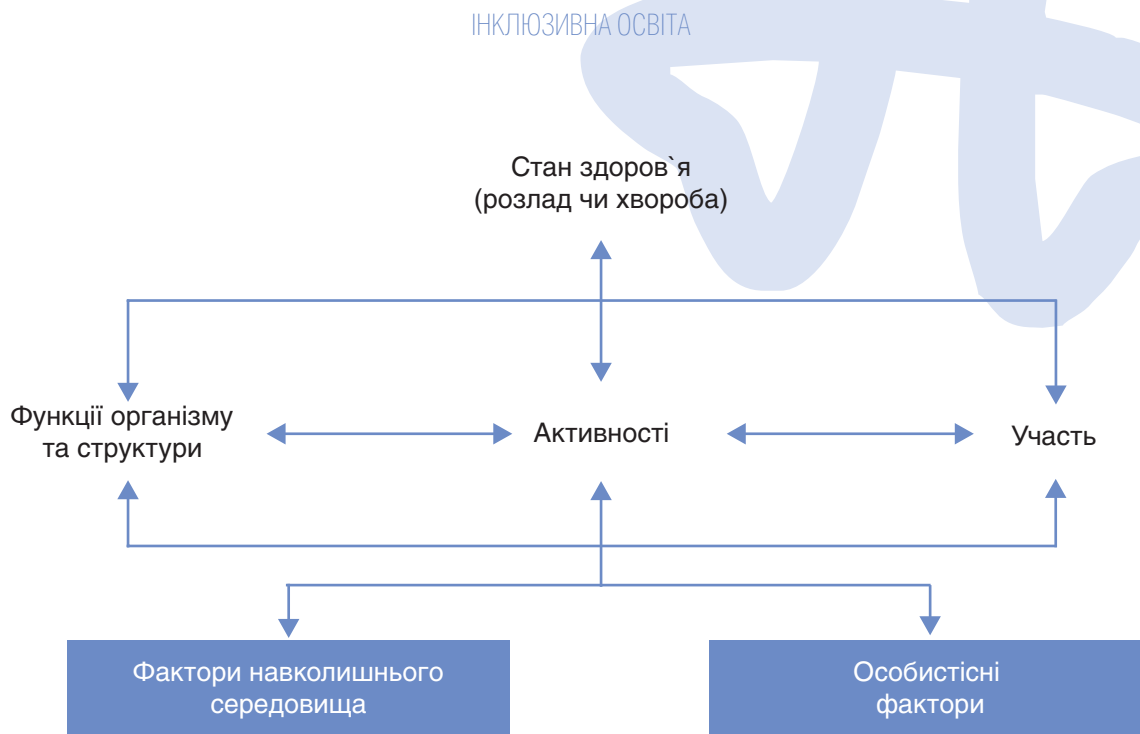 ІНКЛЮЗИВНА ОСВІТА
Стан здоров`я
(розлад чи хвороба)
Функції організму
та структури
Активності
Участь
Фактори навколишнього
середовища
Особистісні
фактори